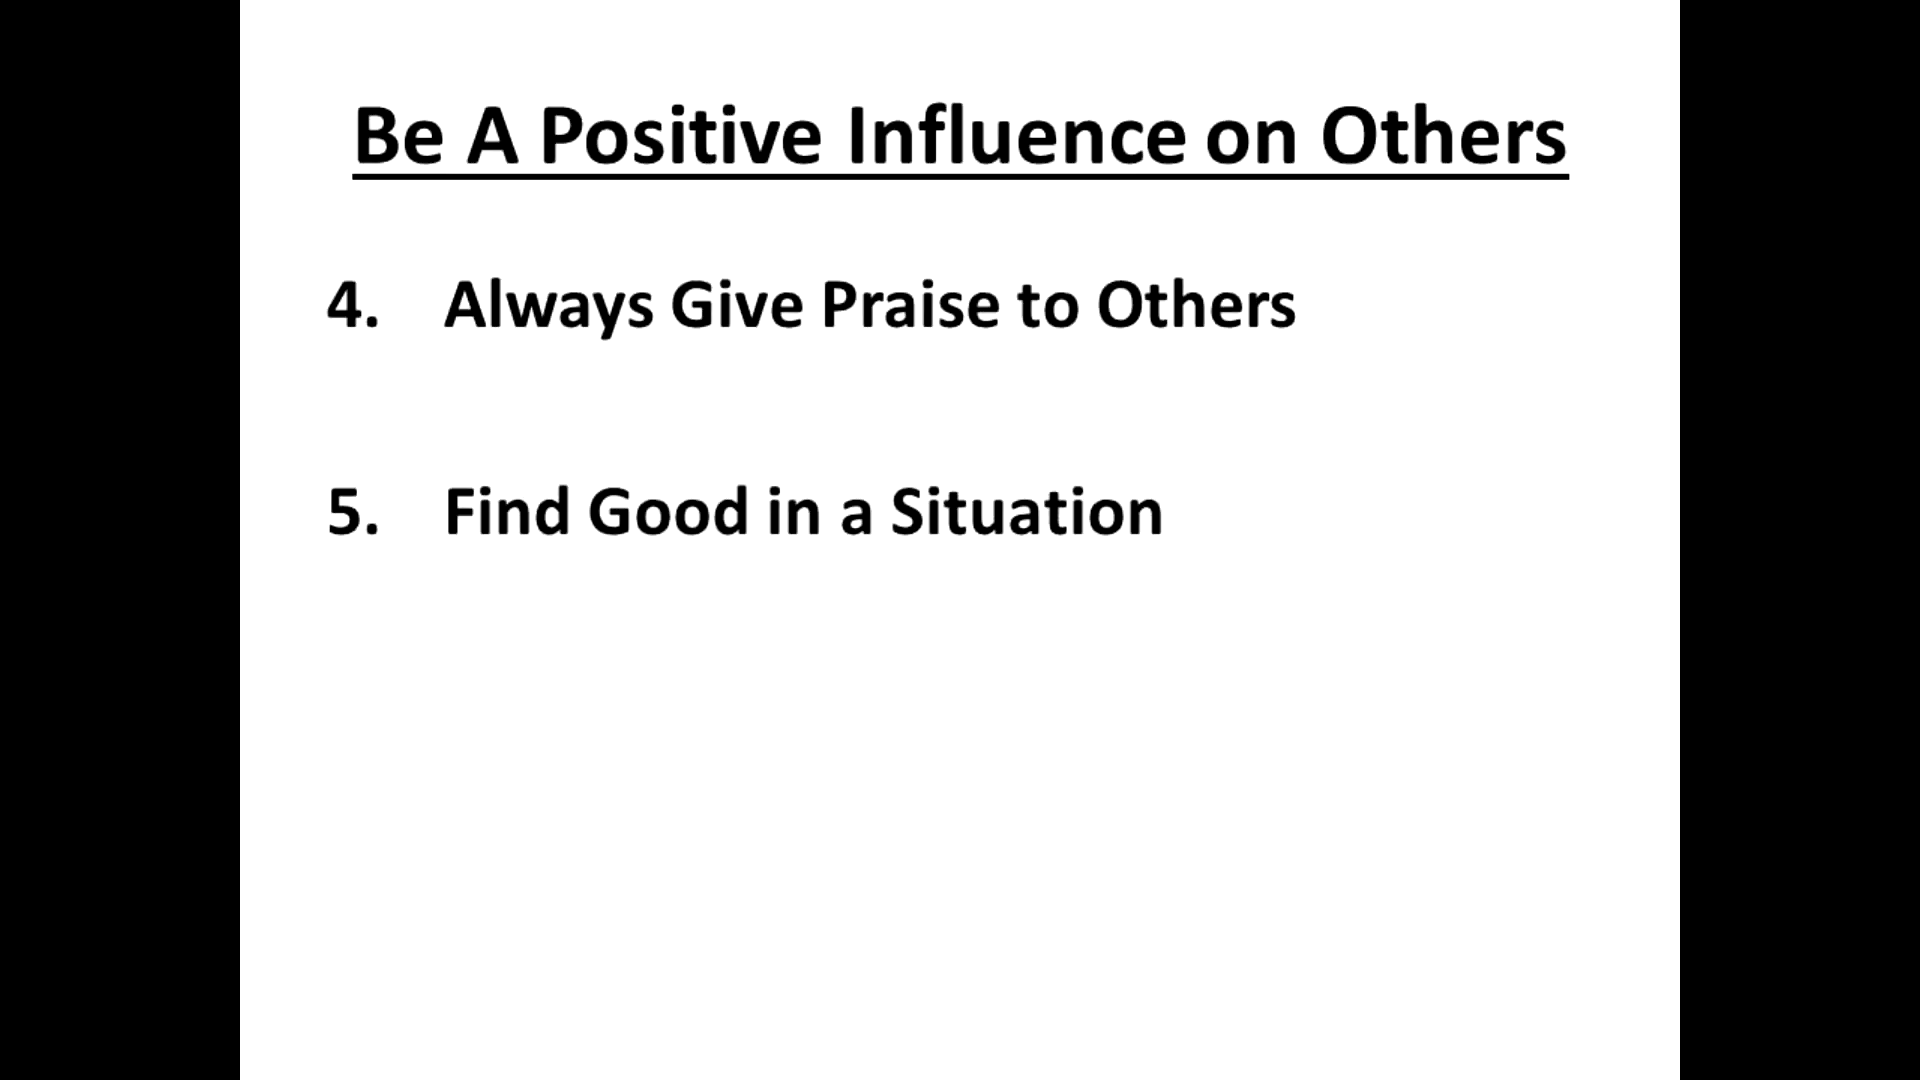 Be A Positive Influence on Others
4. Always Give Praise to Others
5. Find Good in a Situation